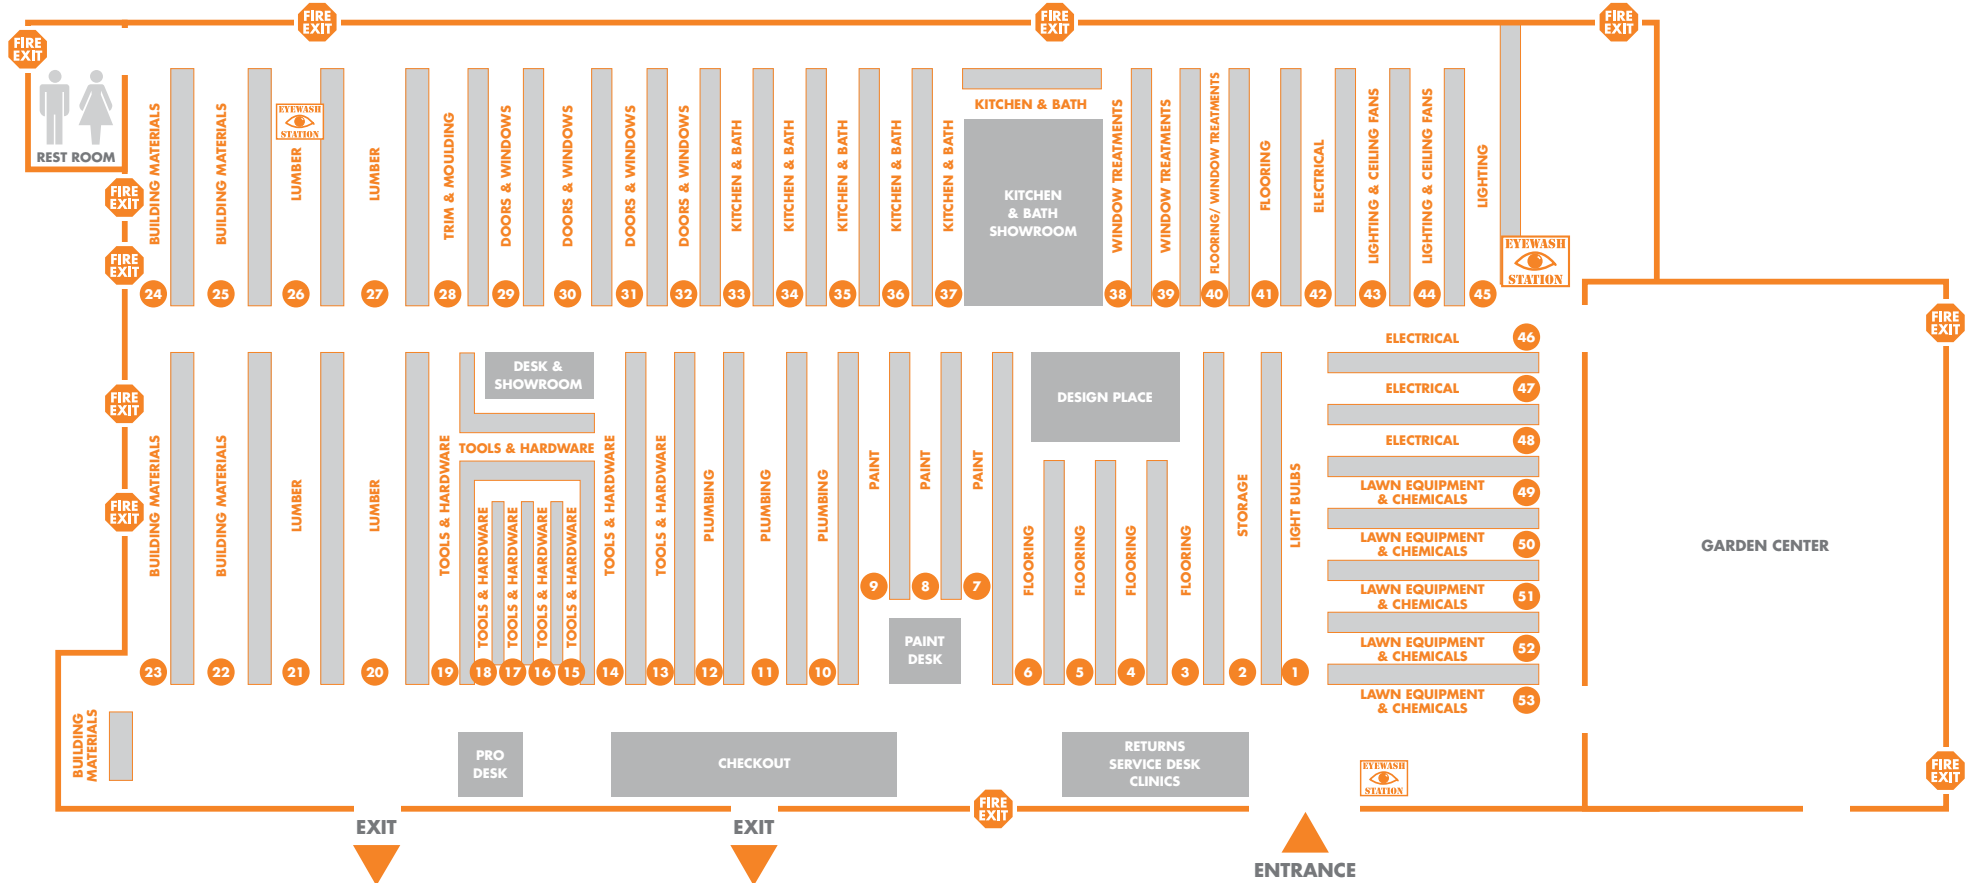 FIRE
EXIT
FIRE
EXIT
FIRE
EXIT
FIRE
EXIT
REST ROOM
BUILDING MATERIALS
BUILDING MATERIALS
EYEWASH
STATION
LUMBER
LUMBER
TRIM & MOULDING
DOORS & WINDOWS
DOORS & WINDOWS
DOORS & WINDOWS
DOORS & WINDOWS
KITCHEN & BATH
KITCHEN & BATH
KITCHEN & BATH
KITCHEN & BATH
KITCHEN & BATH
KITCHEN & BATH
KITCHEN
& BATH
SHOWROOM
WINDOW TREATMENTS
WINDOW TREATMENTS
FLOORING/ WINDOW TREATMENTS
FLOORING
ELECTRICAL
LIGHTING & CEILING FANS
LIGHTING & CEILING FANS
LIGHTING
EYEWASH
STATION
FIRE
EXIT
FIRE
EXIT
24
25
26
27
28
29
30
31
32
33
34
35
36
37
38
39
40
41
42
43
44
45
FIRE
EXIT
ELECTRICAL
46
ELECTRICAL
47
ELECTRICAL
48
LAWN EQUIPMENT
& CHEMICALS
49
LAWN EQUIPMENT
& CHEMICALS
50
LAWN EQUIPMENT
& CHEMICALS
51
LAWN EQUIPMENT
& CHEMICALS
52
LAWN EQUIPMENT
& CHEMICALS
53
GARDEN CENTER
FIRE
EXIT
FIRE
EXIT
BUILDING MATERIALS
BUILDING MATERIALS
LUMBER
LUMBER
TOOLS & HARDWARE
DESK &
SHOWROOM
TOOLS & HARDWARE
TOOLS & HARDWARE
TOOLS & HARDWARE
TOOLS & HARDWARE
TOOLS & HARDWARE
TOOLS & HARDWARE
TOOLS & HARDWARE
PLUMBING
PLUMBING
PLUMBING
PAINT
PAINT
PAINT
9
8
7
PAINT
DESK
DESIGN PLACE
FLOORING
FLOORING
FLOORING
FLOORING
STORAGE
LIGHT BULBS
23
22
21
20
19
18
17
16
15
14
13
12
11
10
6
5
4
3
2
1
BUILDING
MATERIALS
PRO
DESK
CHECKOUT
RETURNS
SERVICE DESK
CLINICS
EYEWASH
STATION
FIRE
EXIT
FIRE
EXIT
EXIT
EXIT
ENTRANCE